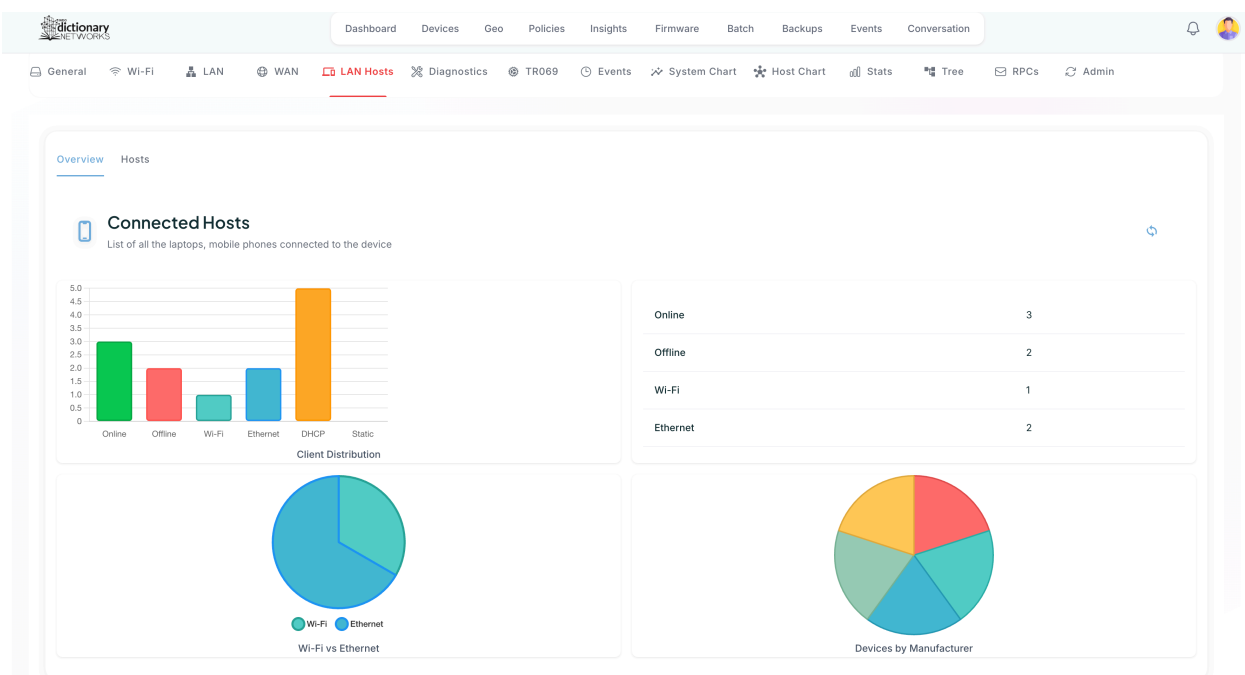 dictionary
NETWORKS
Dashboard Devices Geo Policies Insights Firmware Batch Backups Events Conversation
General Wi-Fi LAN WAN LAN Hosts Diagnostics TR069 Events System Chart Host Chart Stats Tree RPCs Admin
Overview Hosts
Connected Hosts
List of all the laptops, mobile phones connected to the device
5.0
4.5
4.0
3.5
3.0
2.5
2.0
1.5
1.0
0.5
0
Online Offline Wi-Fi Ethernet DHCP Static
Client Distribution
Online 3
Offline 2
Wi-Fi 1
Ethernet 2
Wi-Fi Ethernet
Wi-Fi vs Ethernet
Devices by Manufacturer